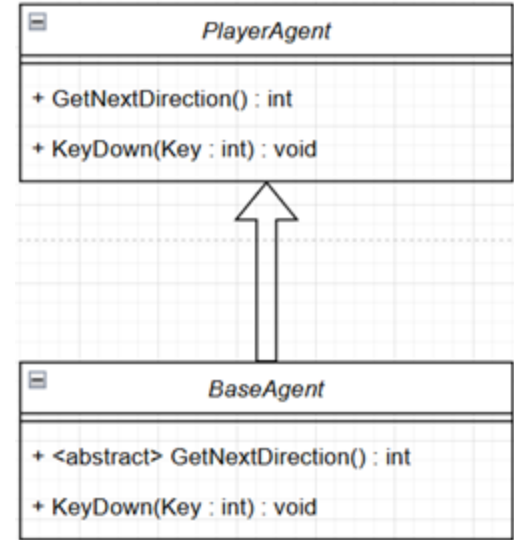 PlayerAgent
+ GetNextDirection() : int
+ KeyDown(Key : int) : void
BaseAgent
+ <abstract> GetNextDirection() : int
+ KeyDown(Key : int) : void